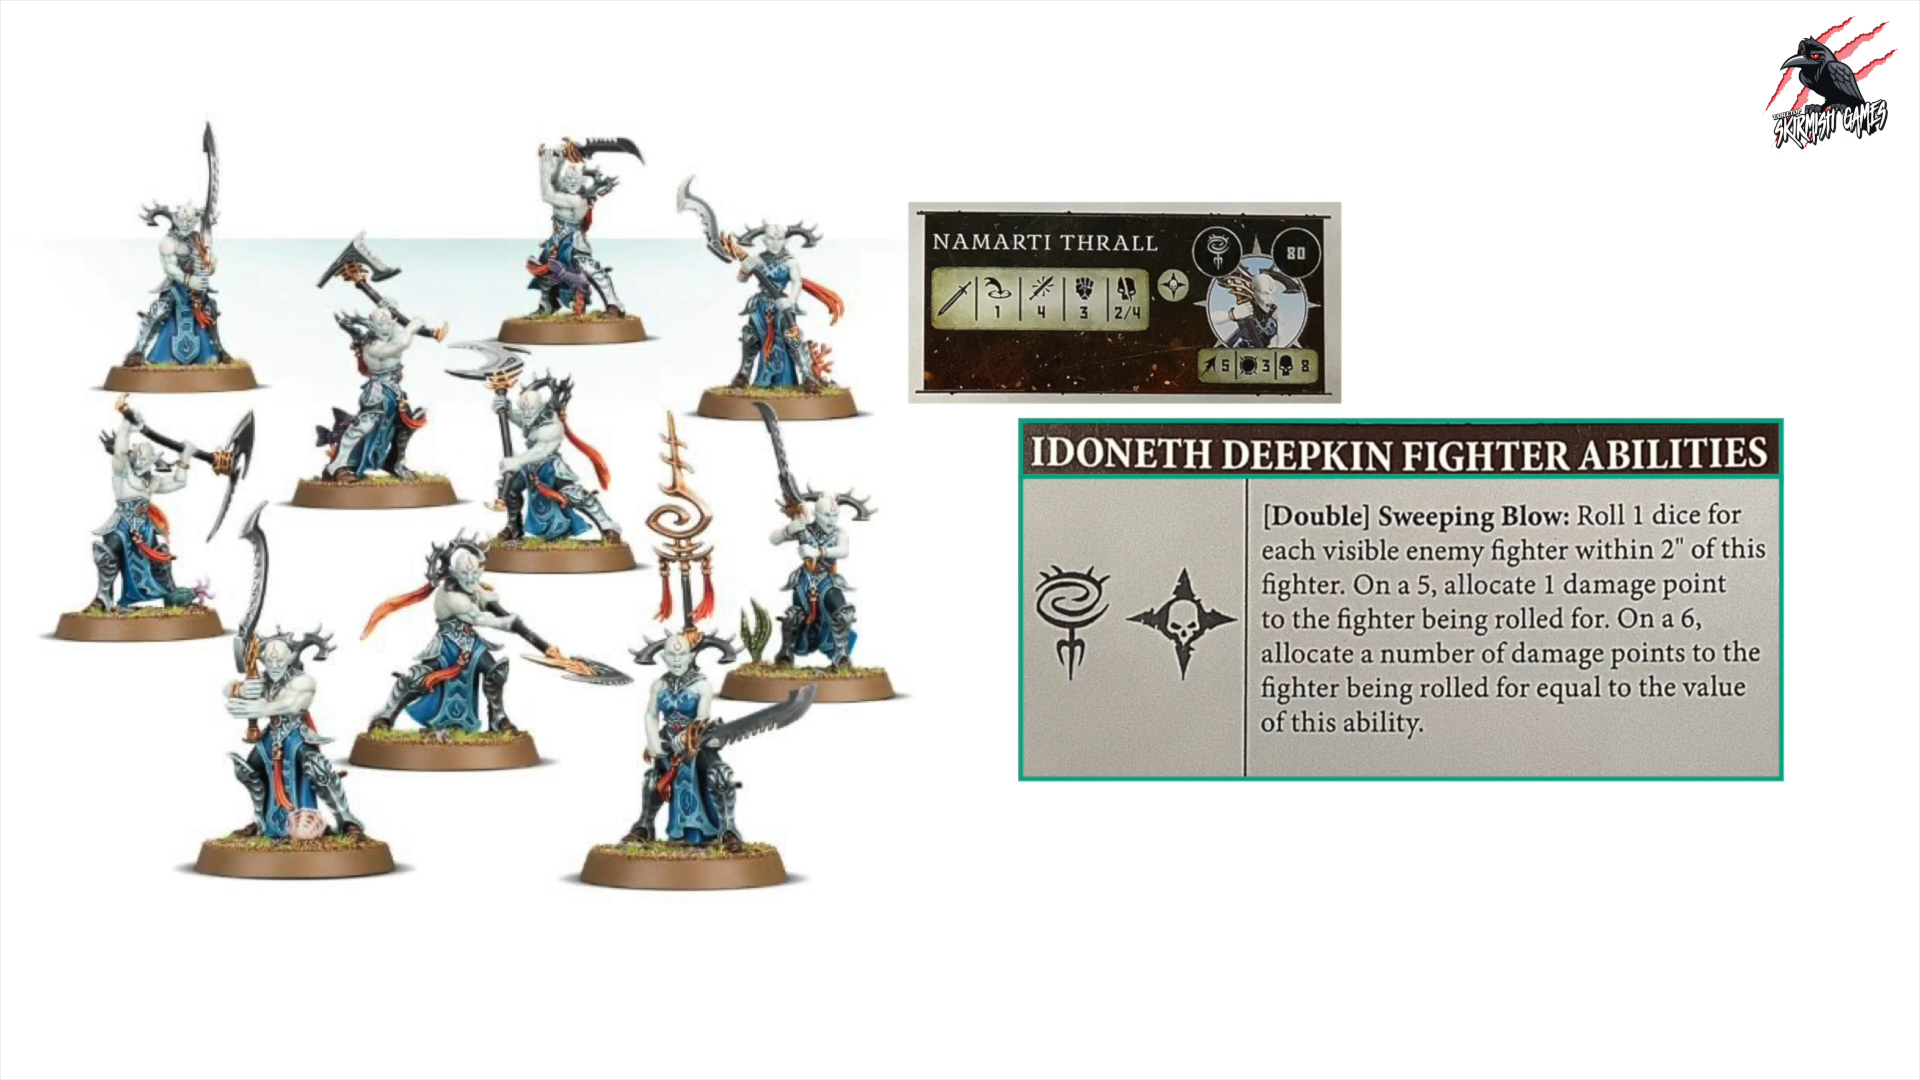 SKIRMISH GAMES
NAMARTI THRALL
80
1 4 3 2/4
5 3 8
IDONETH DEEPKIN FIGHTER ABILITIES
[Double] Sweeping Blow: Roll 1 dice for
each visible enemy fighter within 2" of this
fighter. On a 5, allocate 1 damage point
to the fighter being rolled for. On a 6,
allocate a number of damage points to the
fighter being rolled for equal to the value
of this ability.